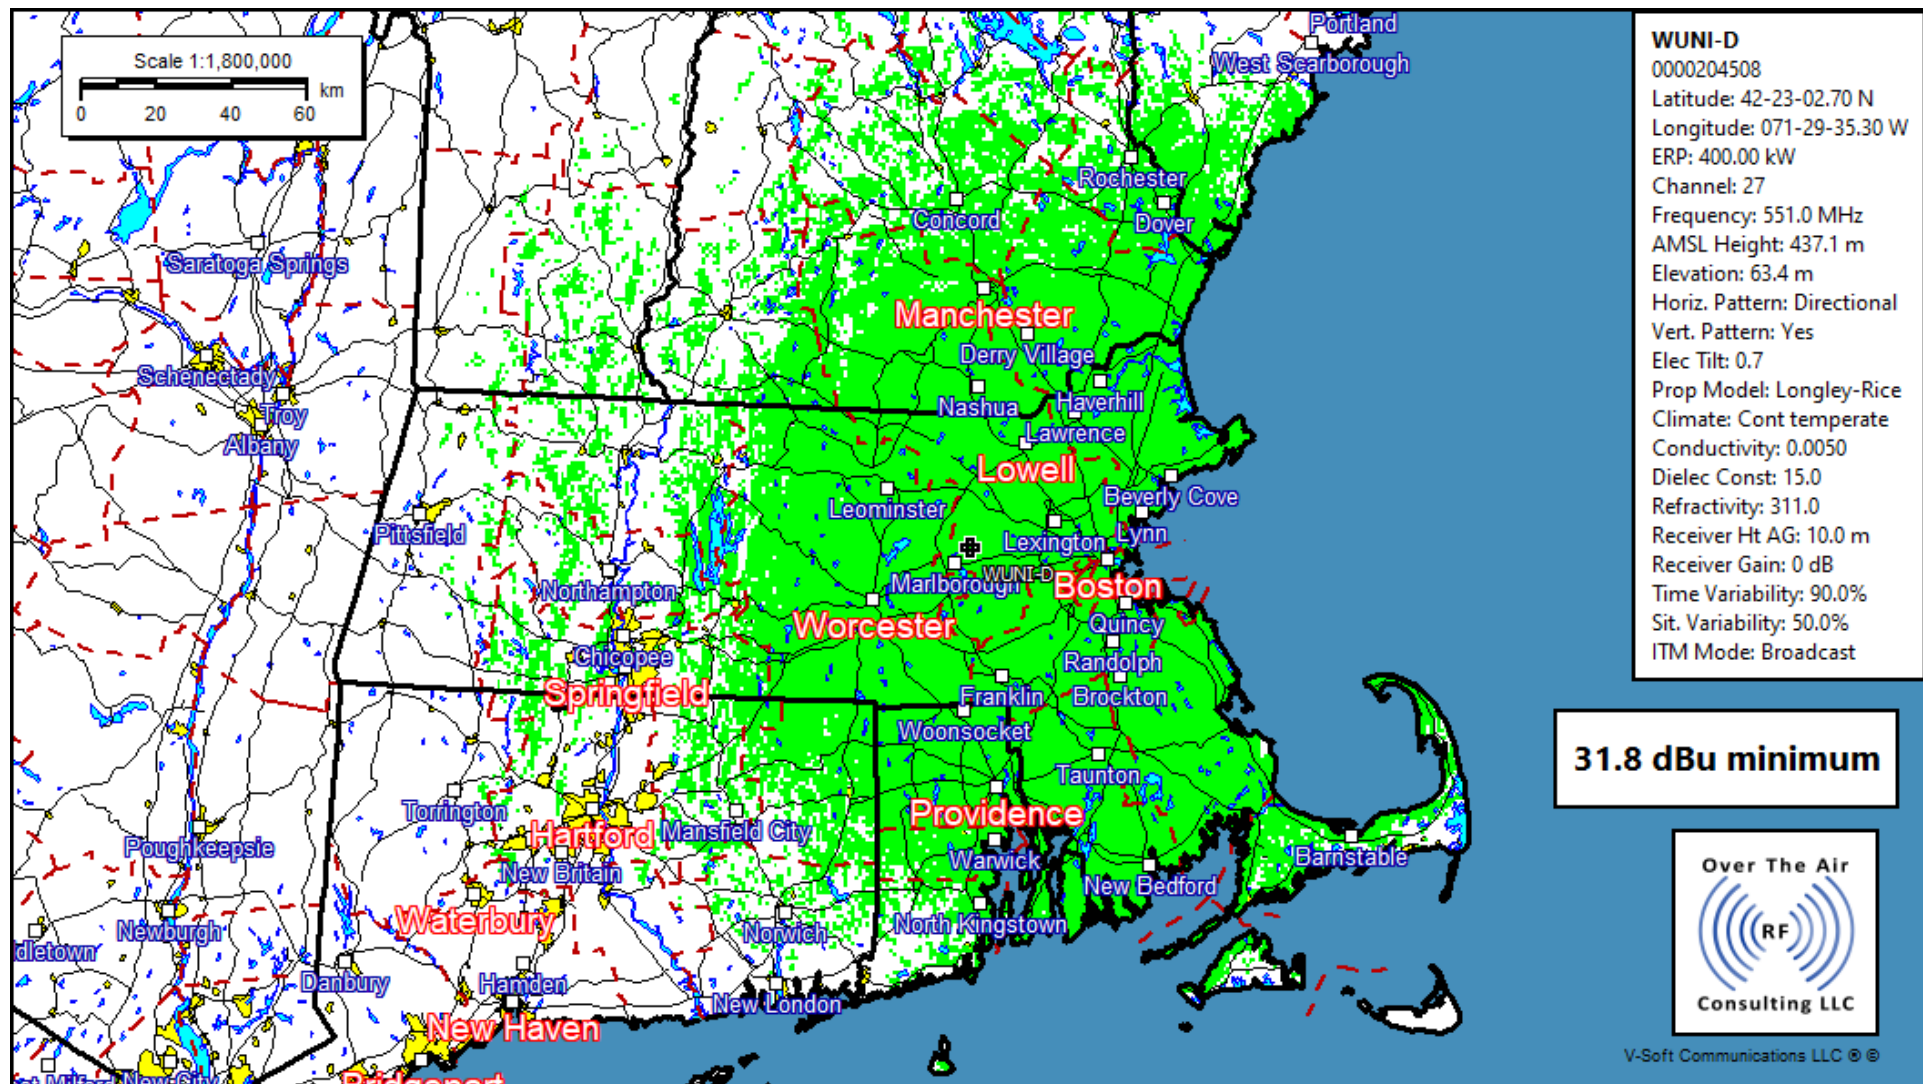 Scale 1:1,800,000
km
0 20 40 60
Portland
West Scarborough
Rochester
Concord
Dover
Saratoga Springs
Manchester
Derry Village
Schenectady
Troy
Albany
Nashua
Haverhill
Lawrence
Lowell
Beverly Cove
Leominster
Pittsfield
Lynn
Lexington
WUNI-D
Marlborough
Boston
Northampton
Worcester
Quincy
Chicopee
Randolph
Springfield
Franklin
Brockton
Woonsocket
Taunton
Torrington
Providence
Hartford
Mansfield City
Poughkeepsie
Warwick
Barnstable
New Britain
New Bedford
Waterbury
North Kingstown
Newburgh
Norwich
dletown
Danbury
Hamden
New London
New Haven
Bridgeport
New City
WUNI-D
0000204508
Latitude: 42-23-02.70 N
Longitude: 071-29-35.30 W
ERP: 400.00 kW
Channel: 27
Frequency: 551.0 MHz
AMSL Height: 437.1 m
Elevation: 63.4 m
Horiz. Pattern: Directional
Vert. Pattern: Yes
Elec Tilt: 0.7
Prop Model: Longley-Rice
Climate: Cont temperate
Conductivity: 0.0050
Dielec Const: 15.0
Refractivity: 311.0
Receiver Ht AG: 10.0 m
Receiver Gain: 0 dB
Time Variability: 90.0%
Sit. Variability: 50.0%
ITM Mode: Broadcast
31.8 dBu minimum
Over The Air
RF
Consulting LLC
V-Soft Communications LLC ® ©